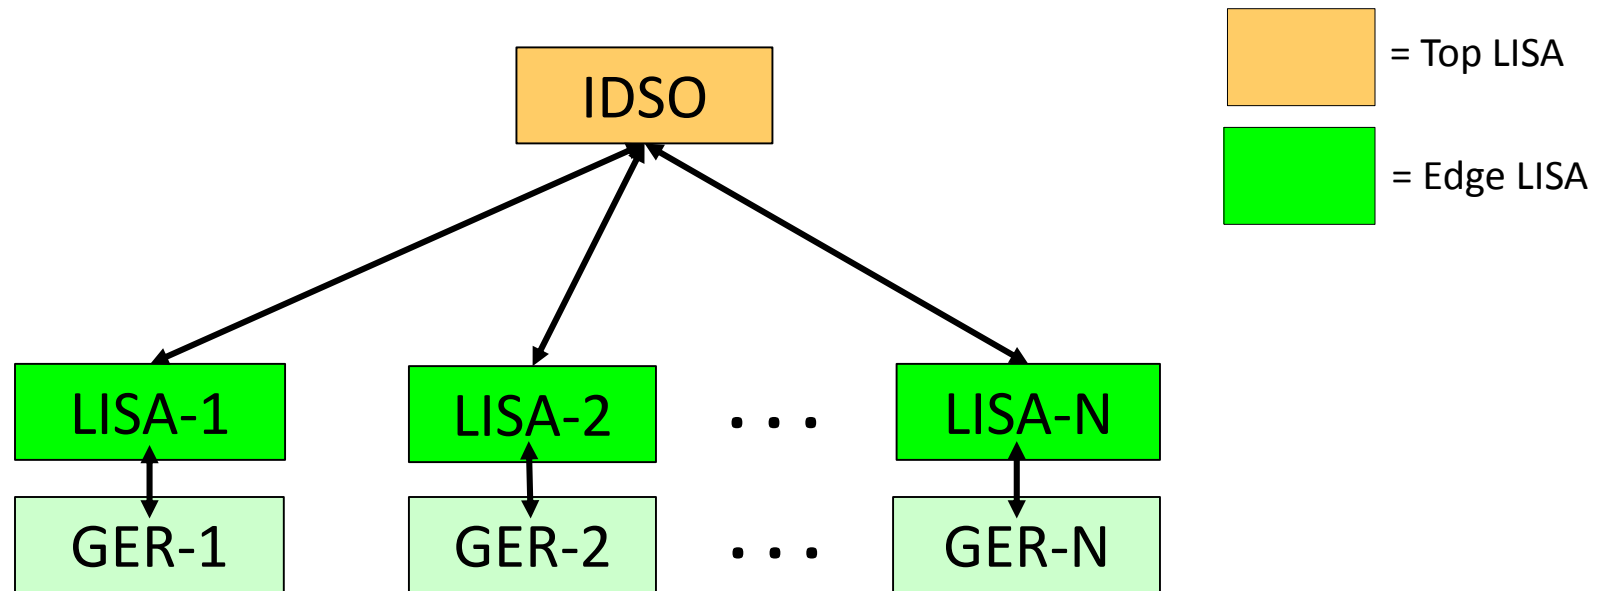 IDSO
= Top LISA
= Edge LISA
LISA-1
LISA-2
. . .
LISA-N
GER-1
GER-2
. . .
GER-N